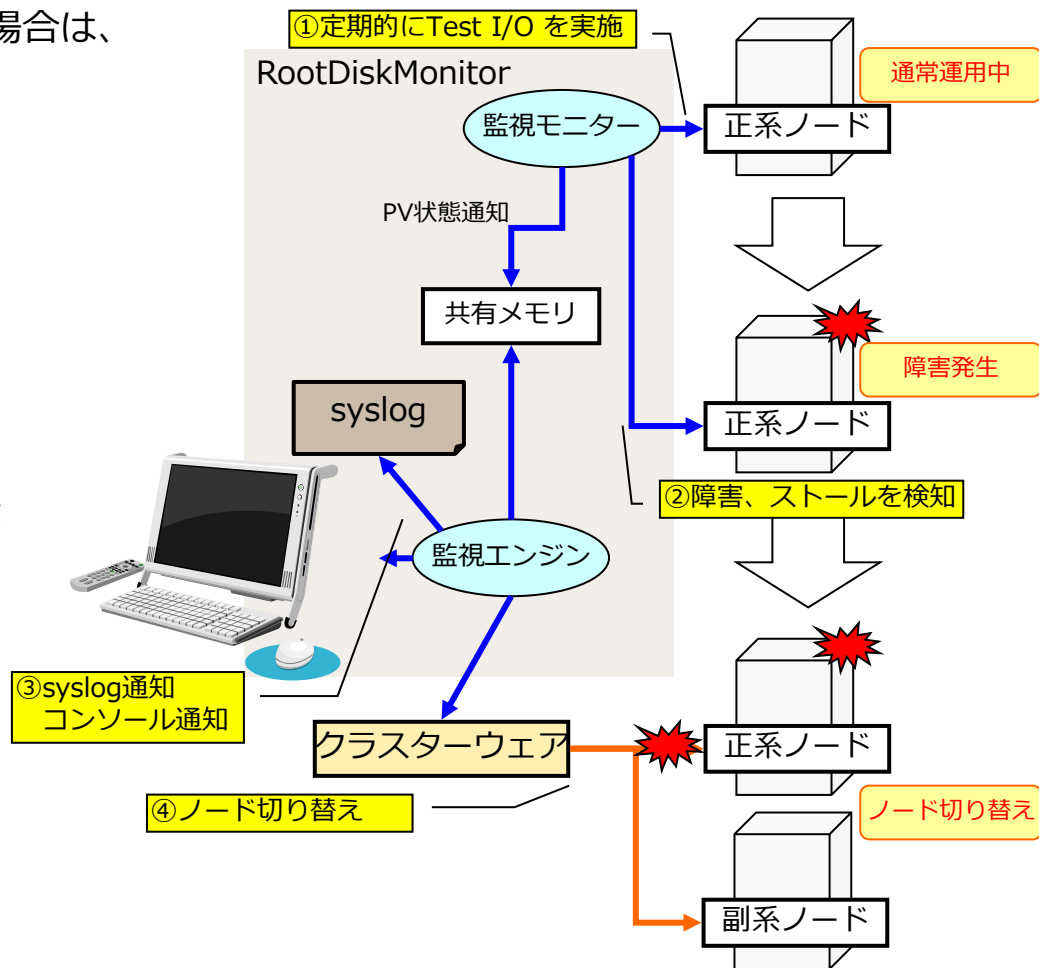 場合は、
①定期的にTest I/O を実施
RootDiskMonitor
通常運用中
監視モニター
正系ノード
PV状態通知
共有メモリ
障害発生
syslog
正系ノード
②障害、ストールを検知
監視エンジン
③syslog通知
コンソール通知
クラスターウェア
正系ノード
④ノード切り替え
ノード切り替え
副系ノード